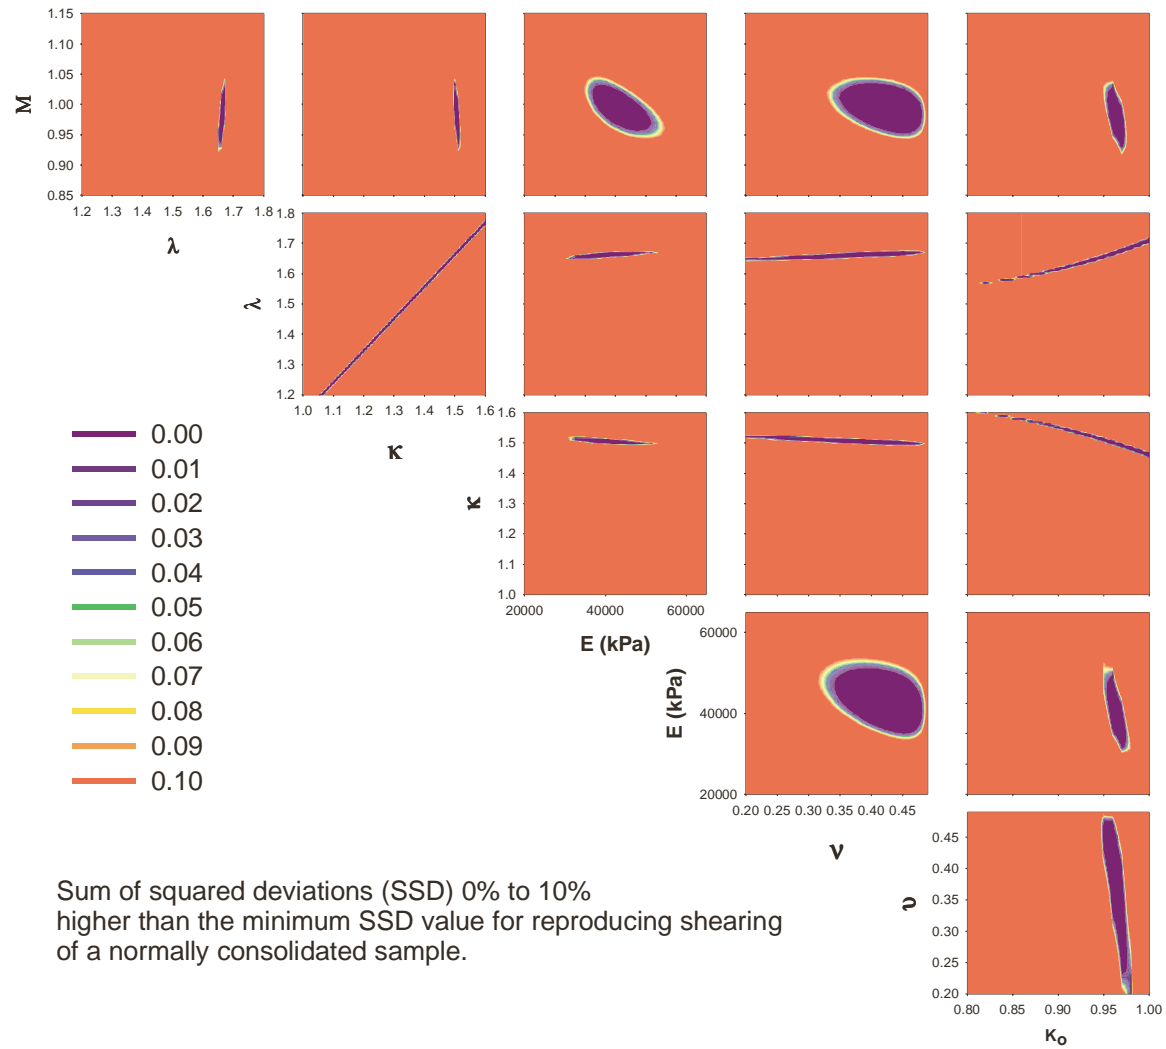 1.15
1.10
1.05
1.00
0.95
0.90
0.85
M
1.2 1.3 1.4 1.5 1.6 1.7 1.8
λ
1.8
1.7
1.6
1.5
1.4
1.3
1.2
λ
1.0 1.1 1.2 1.3 1.4 1.5 1.6
κ
1.6
1.5
1.4
1.3
1.2
1.1
1.0
κ
20000 40000 60000
E (kPa)
60000
40000
20000
E (kPa)
0.20 0.25 0.30 0.35 0.40 0.45
ν
0.45
0.40
0.35
0.30
0.25
0.20
υ
0.80 0.85 0.90 0.95 1.00
Ko
0.00
0.01
0.02
0.03
0.04
0.05
0.06
0.07
0.08
0.09
0.10
Sum of squared deviations (SSD) 0% to 10%
higher than the minimum SSD value for reproducing shearing
of a normally consolidated sample.